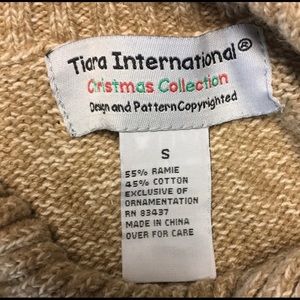 Tiara International®
Cristmas Collection
Design and Pattern Copyrighted
S
55% RAMIE
45% COTTON
EXCLUSIVE OF
ORNAMENTATION
RN 83437
MADE IN CHINA
OVER FOR CARE